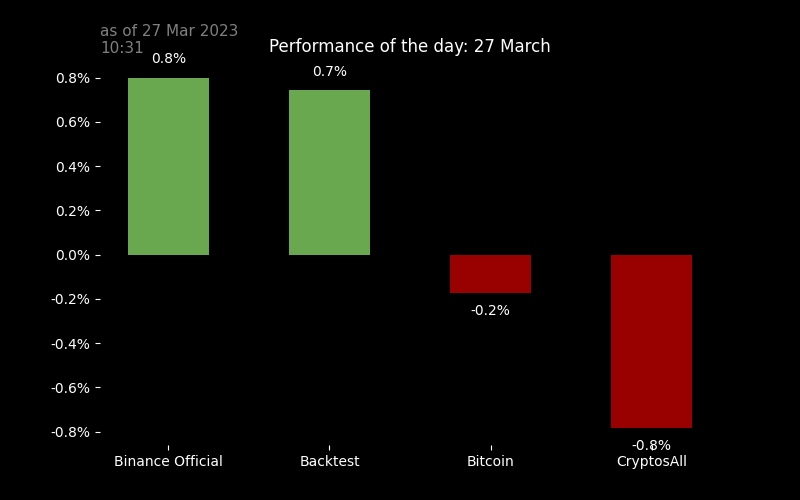 as of 27 Mar 2023
10:31
Performance of the day: 27 March
0.8%
0.7%
-0.2%
-0.8%
0.8%
0.6%
0.4%
0.2%
0.0%
-0.2%
-0.4%
-0.6%
-0.8%
Binance Official
Backtest
Bitcoin
CryptosAll